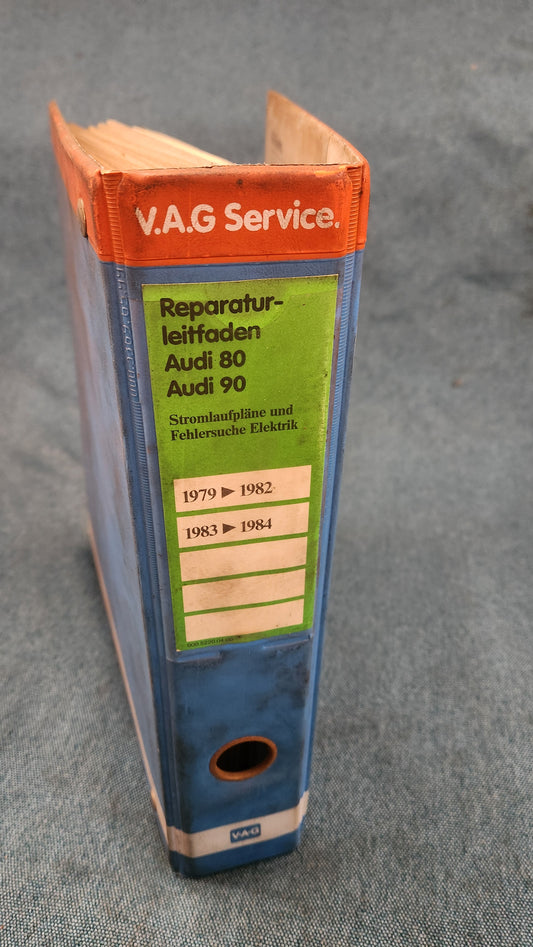 V.A.G Service.
Reparatur-
leitfaden
Audi 80
Audi 90
Stromlaufpläne und
Fehlersuche Elektrik
1979 ▶ 1982
1983 ▶ 1984
V·A·G